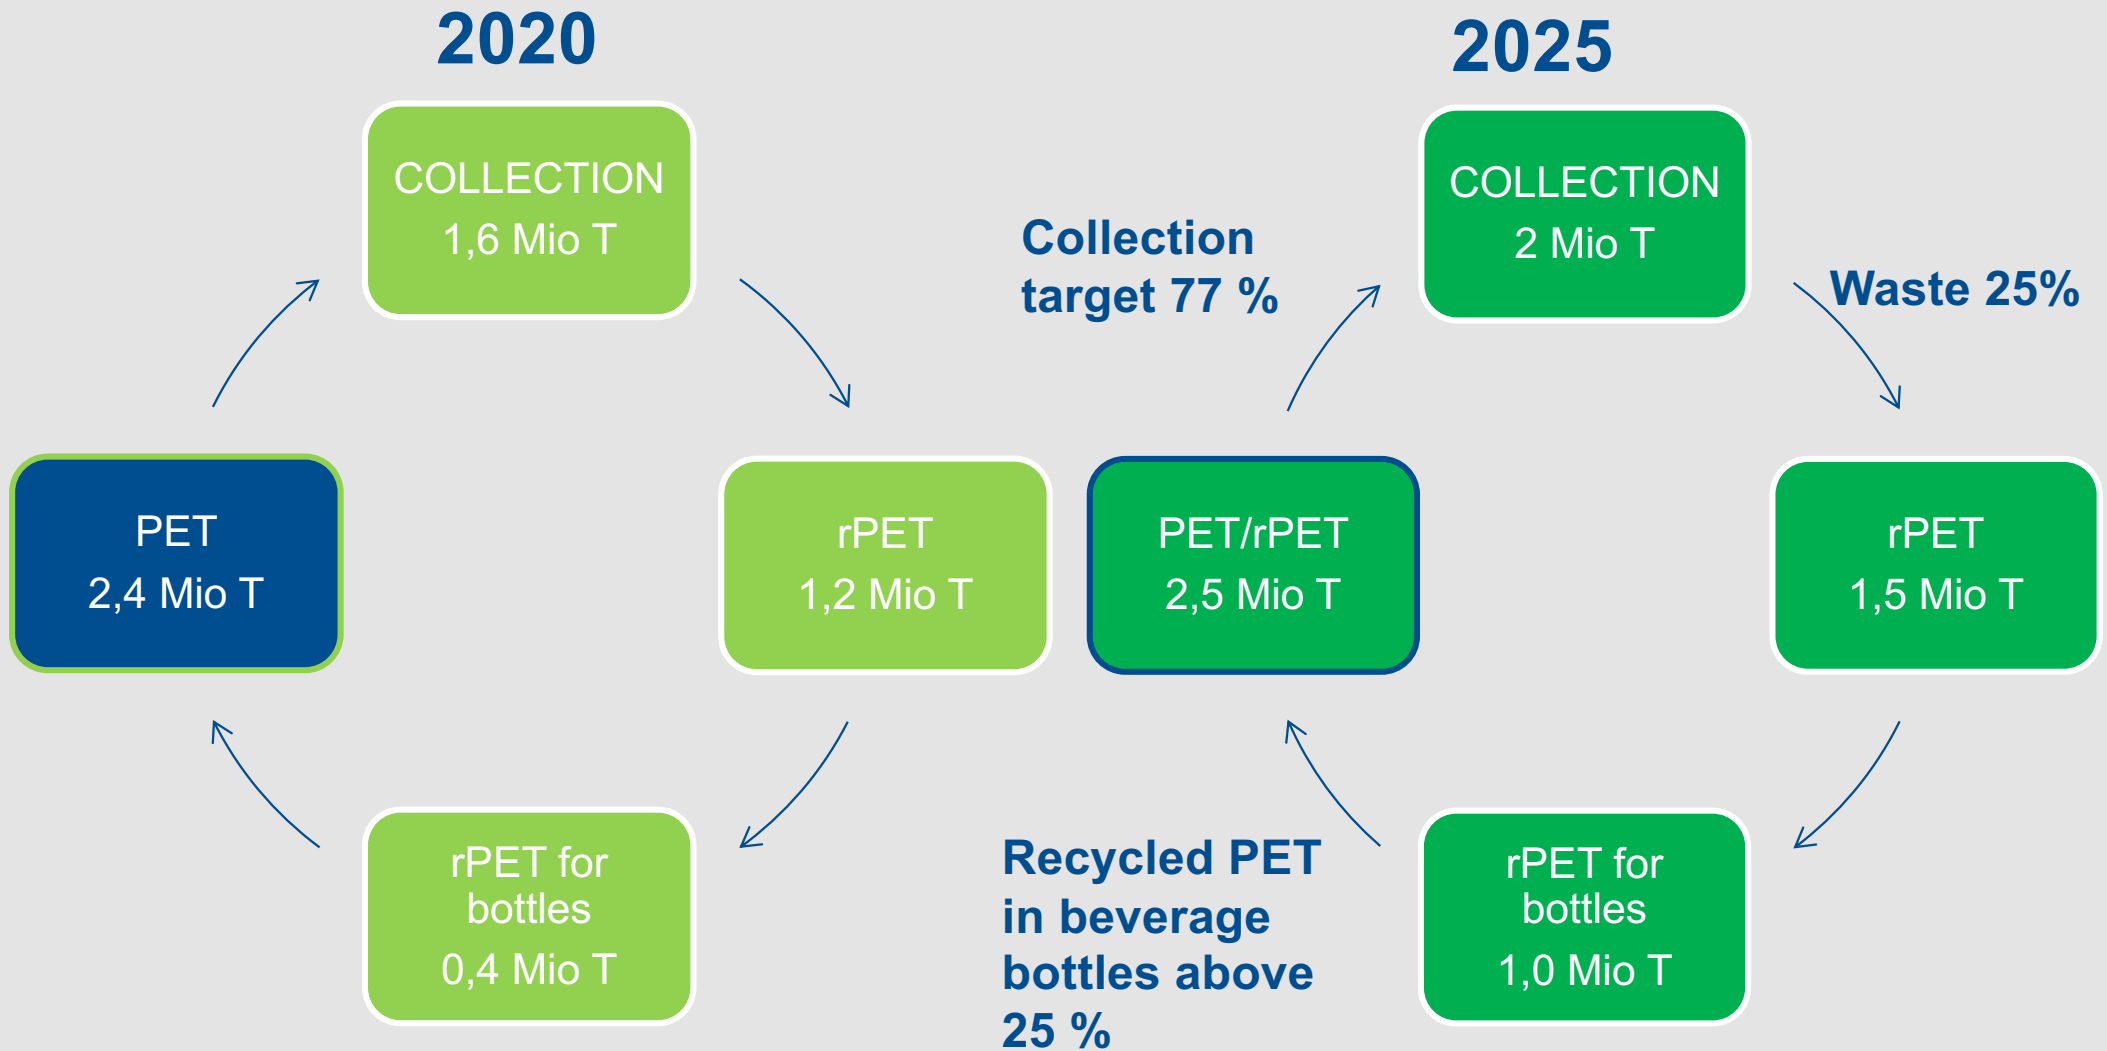 2020
COLLECTION
1,6 Mio T
PET
2,4 Mio T
rPET
1,2 Mio T
rPET for
bottles
0,4 Mio T
2025
COLLECTION
2 Mio T
Collection
target 77 %
Waste 25%
PET/rPET
2,5 Mio T
rPET
1,5 Mio T
Recycled PET
in beverage
bottles above
25 %
rPET for
bottles
1,0 Mio T